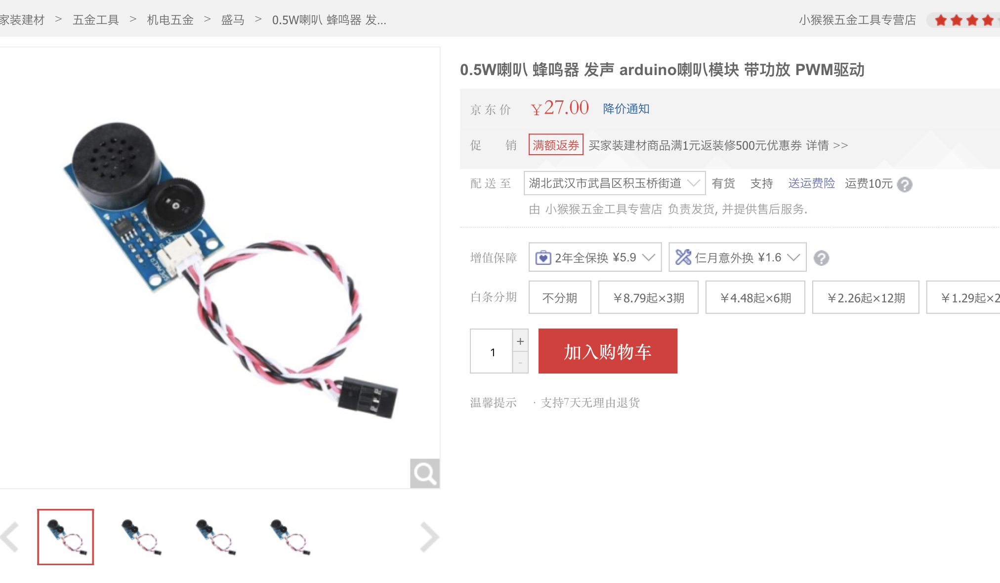 家装建材 > 五金工具 > 机电五金 > 盛马 > 0.5W喇叭 蜂鸣器 发...
小猴猴五金工具专营店
0.5W喇叭 蜂鸣器 发声 arduino喇叭模块 带功放 PWM驱动
京东价 ￥27.00 降价通知
促销 满额返券 买家装建材商品满1元返装修500元优惠券 详情 >>
配送至 湖北武汉市武昌区积玉桥街道 有货 支持 送运费险 运费10元 ?
由 小猴猴五金工具专营店 负责发货, 并提供售后服务.
增值保障 2年全保换 ¥5.9 仨月意外换 ¥1.6 ?
白条分期 不分期 ￥8.79起×3期 ￥4.48起×6期 ￥2.26起×12期 ￥1.29起×2
1 + -
加入购物车
温馨提示 · 支持7天无理由退货
SPEAKER